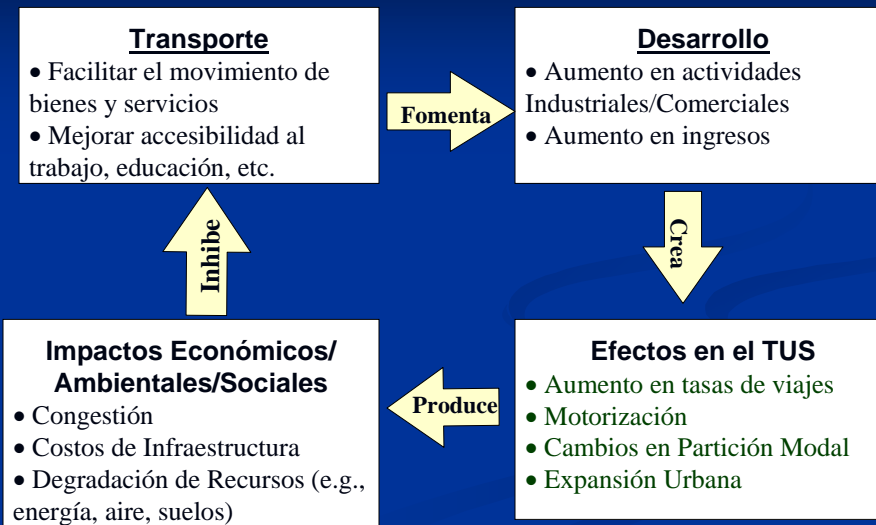 Transporte
• Facilitar el movimiento de
bienes y servicios
• Mejorar accesibilidad al
trabajo, educación, etc.
Fomenta
Desarrollo
• Aumento en actividades
Industriales/Comerciales
• Aumento en ingresos
Crea
Efectos en el TUS
• Aumento en tasas de viajes
• Motorización
• Cambios en Partición Modal
• Expansión Urbana
Produce
Impactos Económicos/
Ambientales/Sociales
• Congestión
• Costos de Infraestructura
• Degradación de Recursos (e.g.,
energía, aire, suelos)
Inhibe